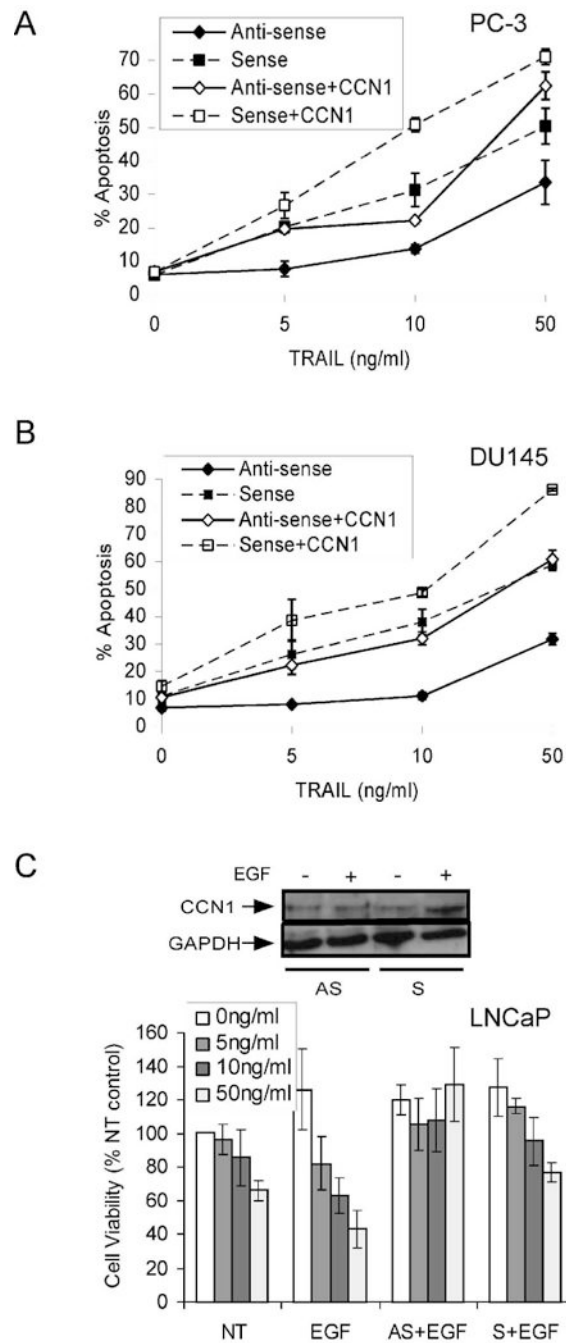 A
PC-3
Anti-sense
Sense
Anti-sense+CCN1
Sense+CCN1
70
60
50
40
30
20
10
0
% Apoptosis
0 5 10 50
TRAIL (ng/ml)
B
DU145
Anti-sense
Sense
Anti-sense+CCN1
Sense+CCN1
90
80
70
60
50
40
30
20
10
0
% Apoptosis
0 5 10 50
TRAIL (ng/ml)
C
EGF - + - +
CCN1
GAPDH
AS S
LNCaP
0ng/ml
5ng/ml
10ng/ml
50ng/ml
160
140
120
100
80
60
40
20
0
Cell Viability (% NT control)
NT EGF AS+EGF S+EGF